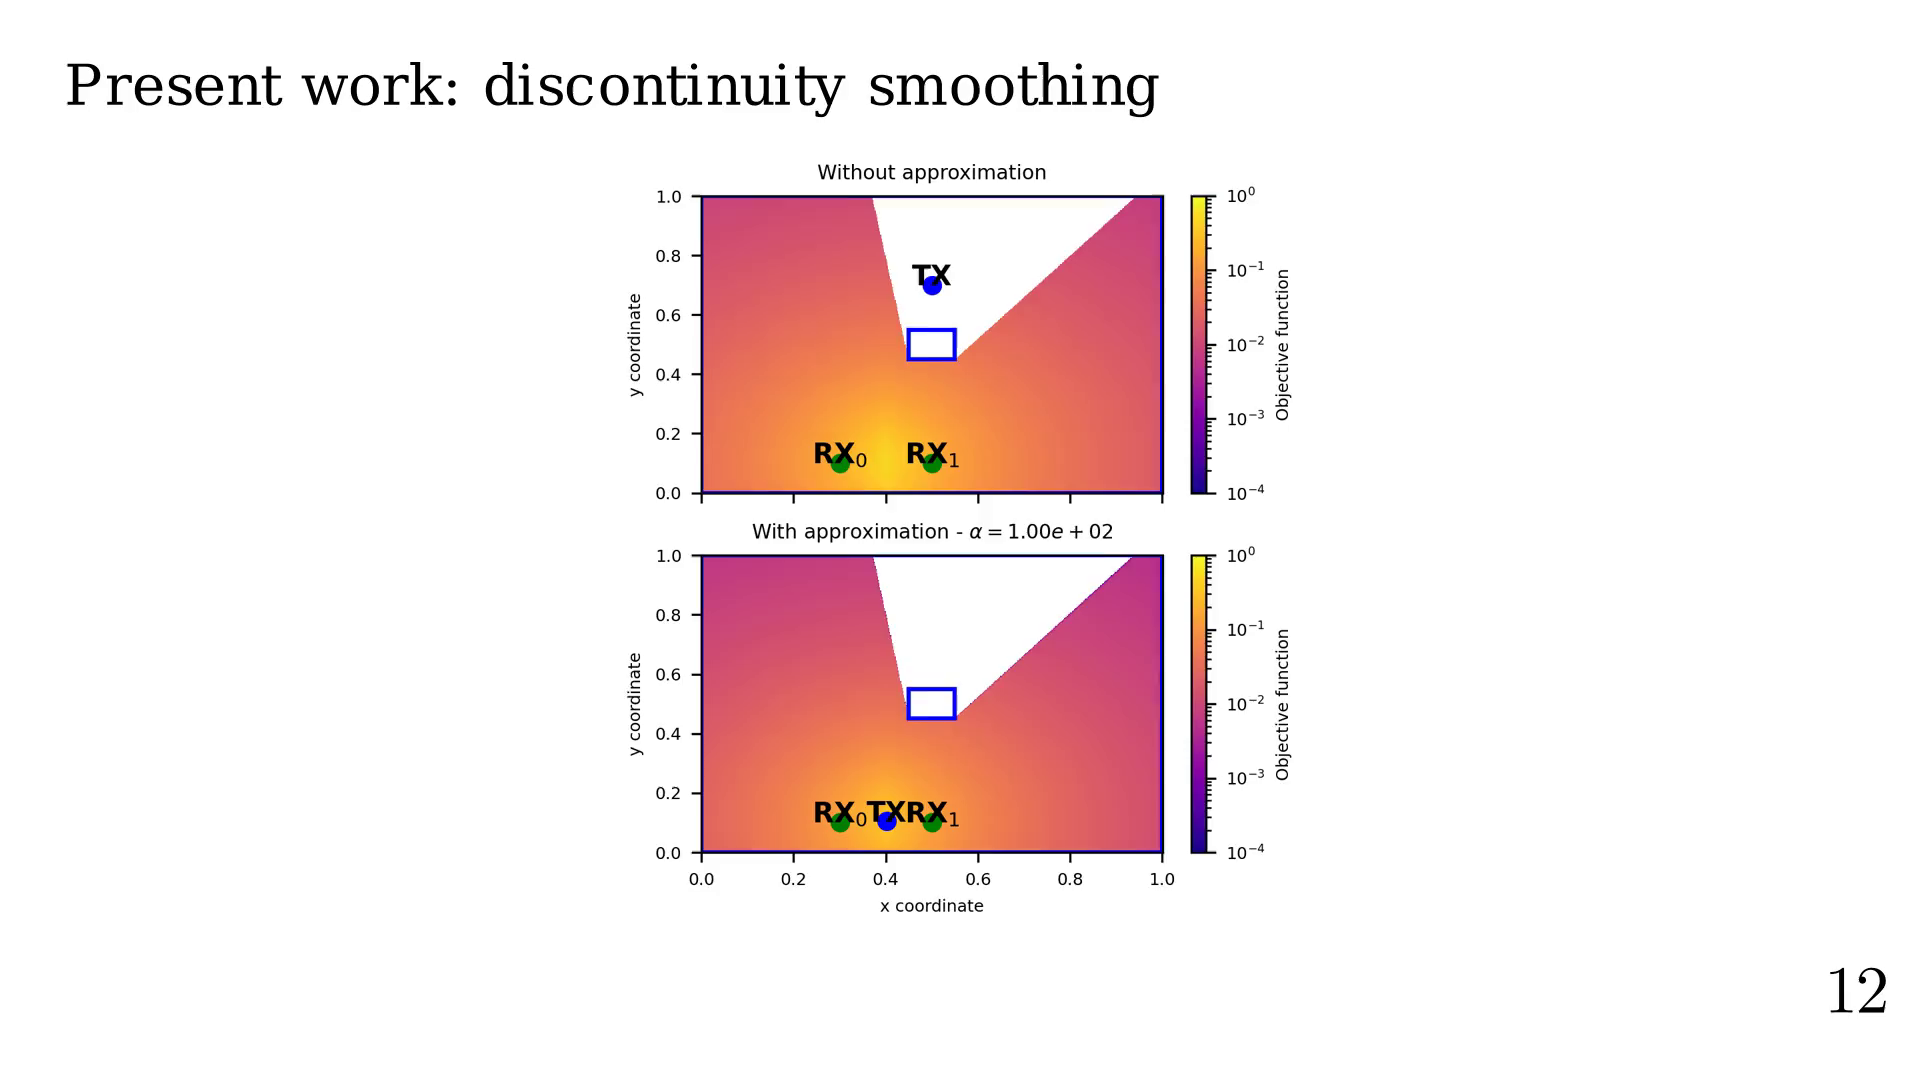 Present work: discontinuity smoothing
Without approximation
1.0
0.8
0.6
0.4
0.2
0.0
y coordinate
TX
RX₀
RX₁
10⁰
10⁻¹
10⁻²
10⁻³
10⁻⁴
Objective function
With approximation - α = 1.00e + 02
1.0
0.8
0.6
0.4
0.2
0.0
y coordinate
RX₀
TX
RX₁
0.0 0.2 0.4 0.6 0.8 1.0
x coordinate
10⁰
10⁻¹
10⁻²
10⁻³
10⁻⁴
Objective function
12